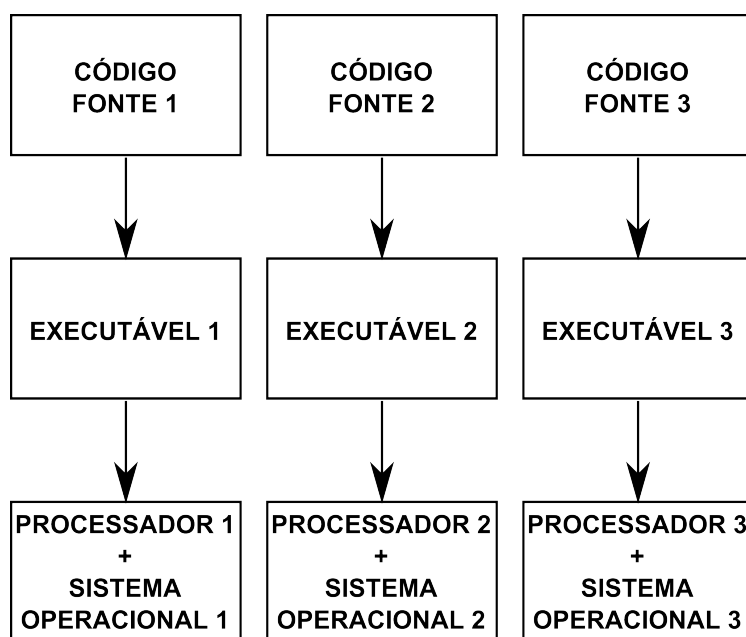 CÓDIGO
FONTE 1
CÓDIGO
FONTE 2
CÓDIGO
FONTE 3
EXECUTÁVEL 1
EXECUTÁVEL 2
EXECUTÁVEL 3
PROCESSADOR 1
+
SISTEMA
OPERACIONAL 1
PROCESSADOR 2
+
SISTEMA
OPERACIONAL 2
PROCESSADOR 3
+
SISTEMA
OPERACIONAL 3